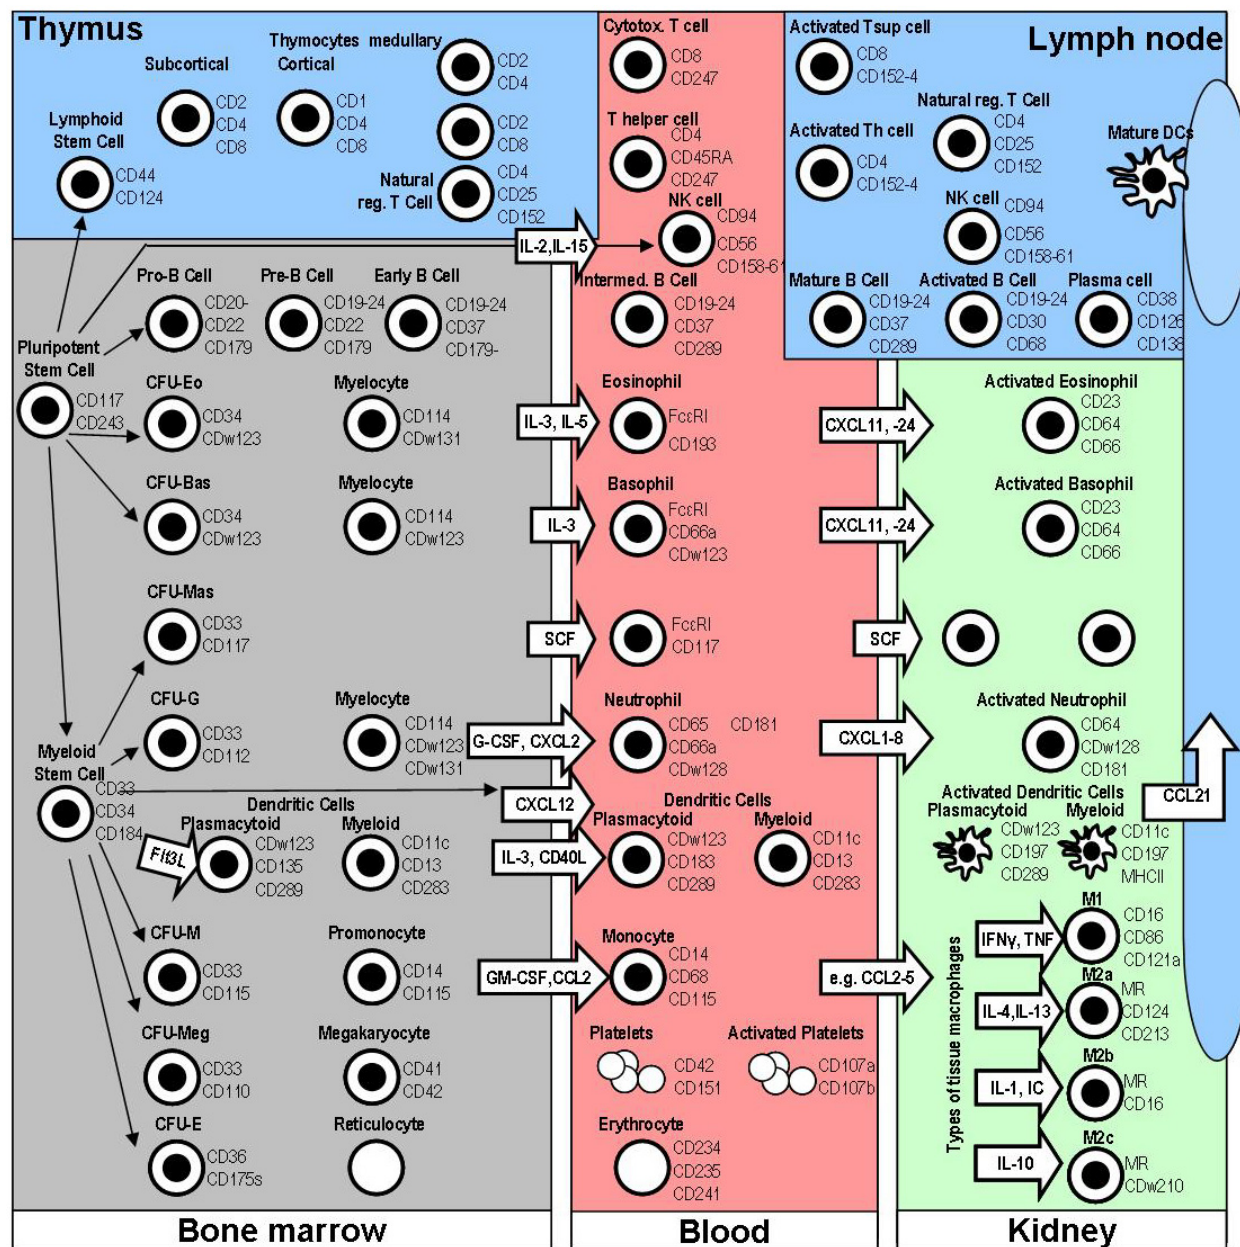 Thymus
Subcortical
CD2
CD4
CD8
Thymocytes medullary
Cortical
CD1
CD4
CD8
CD2
CD4
CD2
CD8
Lymphoid
Stem Cell
CD44
CD124
Natural
reg. T Cell
CD4
CD25
CD152
Cytotox. T cell
CD8
CD247
T helper cell
CD4
CD45RA
CD247
NK cell
CD94
CD56
CD158-61
IL-2,IL-15
Lymph node
Activated Tsup cell
CD8
CD152-4
Natural reg. T Cell
CD4
CD25
CD152
Activated Th cell
CD4
CD152-4
Mature DCs
NK cell
CD94
CD56
CD158-61
Mature B Cell
CD19-24
CD37
CD289
Activated B Cell
CD19-24
CD30
CD68
Plasma cell
CD38
CD126
CD138
Pro-B Cell
CD20-
CD22
CD179
Pre-B Cell
CD19-24
CD22
CD179
Early B Cell
CD19-24
CD37
CD179-
Intermed. B Cell
CD19-24
CD37
CD289
Pluripotent
Stem Cell
CD117
CD243
CFU-Eo
CD34
CDw123
Myelocyte
CD114
CDw131
IL-3, IL-5
Eosinophil
FcεRI
CD193
CXCL11, -24
Activated Eosinophil
CD23
CD64
CD66
CFU-Bas
CD34
CDw123
Myelocyte
CD114
CDw123
IL-3
Basophil
FcεRI
CD66a
CDw123
CXCL11, -24
Activated Basophil
CD23
CD64
CD66
CFU-Mas
CD33
CD117
SCF
FcεRI
CD117
SCF
CFU-G
CD33
CD112
Myelocyte
CD114
CDw123
CDw131
G-CSF, CXCL2
Neutrophil
CD65 CD181
CD66a
CDw128
CXCL1-8
Activated Neutrophil
CD64
CDw128
CD181
Myeloid
Stem Cell
CD33
CD34
CD184
CXCL12
CCL21
Dendritic Cells
Plasmacytoid
CDw123
CD135
CD289
Myeloid
CD11c
CD13
CD283
Flt3L
IL-3, CD40L
Dendritic Cells
Plasmacytoid
CDw123
CD183
CD289
Myeloid
CD11c
CD13
CD283
Activated Dendritic Cells
Plasmacytoid
CDw123
CD197
CD289
Myeloid
CD11c
CD197
MHCII
CFU-M
CD33
CD115
Promonocyte
CD14
CD115
GM-CSF,CCL2
Monocyte
CD14
CD68
CD115
e.g. CCL2-5
Types of tissue macrophages
IFNγ, TNF
M1
CD16
CD86
CD121a
IL-4,IL-13
M2a
MR
CD124
CD213
IL-1, IC
M2b
MR
CD16
IL-10
M2c
MR
CDw210
CFU-Meg
CD33
CD110
Megakaryocyte
CD41
CD42
Platelets
CD42
CD151
Activated Platelets
CD107a
CD107b
CFU-E
CD36
CD175s
Reticulocyte
Erythrocyte
CD234
CD235
CD241
Bone marrow
Blood
Kidney